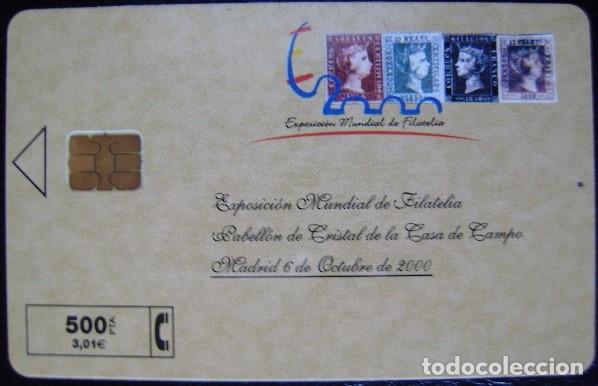 E
2000
Exposición Mundial de Filatelia
Exposición Mundial de Filatelia
Pabellón de Cristal de la Casa de Campo
Madrid 6 de Octubre de 2000
500 PTA
3,01€
todocoleccion